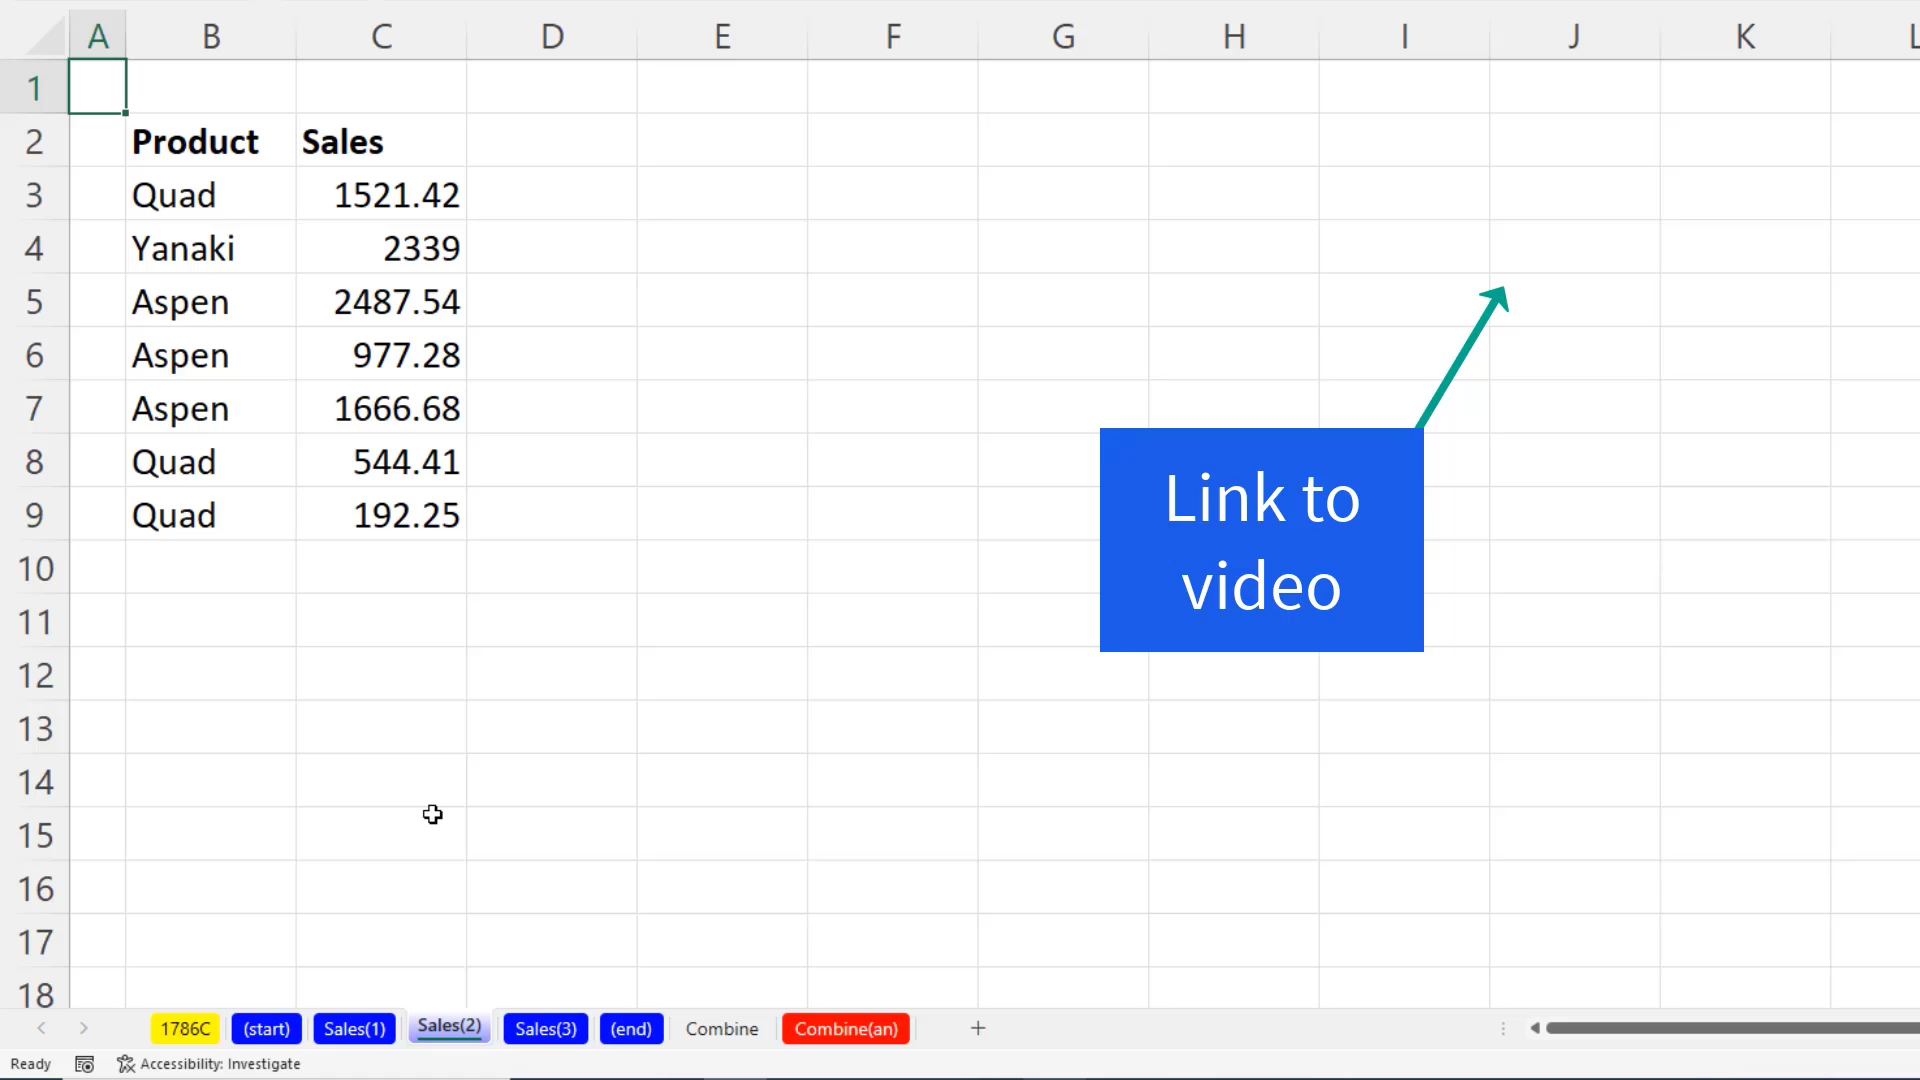 A B C D E F G H I J K
1
2 Product Sales
3 Quad 1521.42
4 Yanaki 2339
5 Aspen 2487.54
6 Aspen 977.28
7 Aspen 1666.68
8 Quad 544.41
9 Quad 192.25
10
11
12
13
14
15
16
17
18
Link to
video
1786C (start) Sales(1) Sales(2) Sales(3) (end) Combine Combine(an)
Ready Accessibility: Investigate